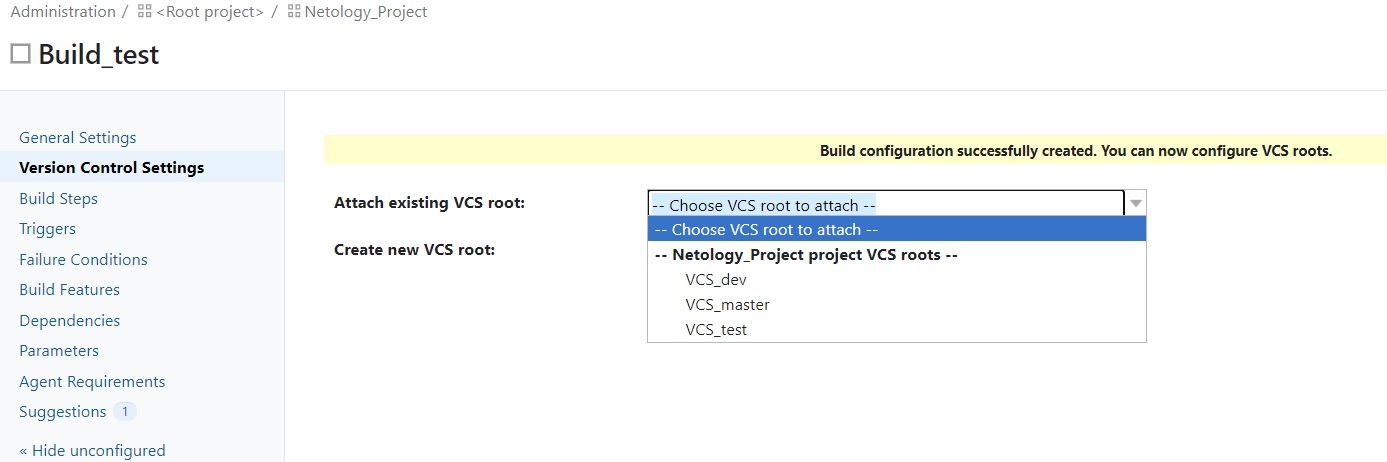 Administration / <Root project> / Netology_Project
Build_test
General Settings
Version Control Settings
Build Steps
Triggers
Failure Conditions
Build Features
Dependencies
Parameters
Agent Requirements
Suggestions 1
« Hide unconfigured
Build configuration successfully created. You can now configure VCS roots.
Attach existing VCS root:
-- Choose VCS root to attach --
-- Choose VCS root to attach --
-- Netology_Project project VCS roots --
VCS_dev
VCS_master
VCS_test
Create new VCS root: